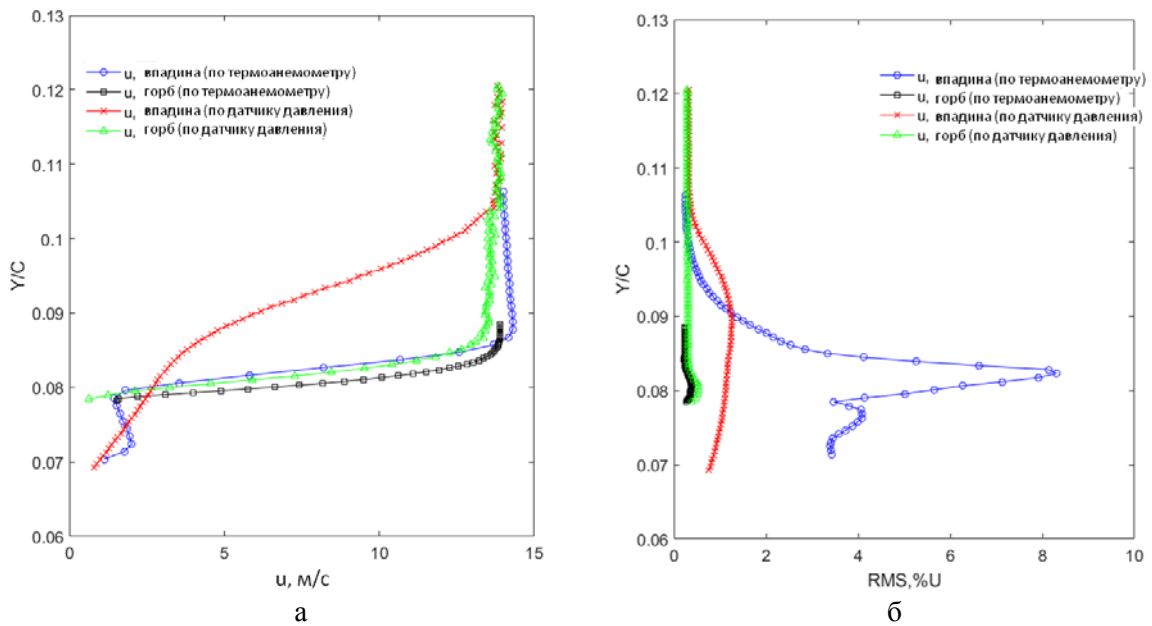 0.13
0.12
0.11
0.1
0.09
0.08
0.07
0.06
Y/C
u, впадина (по термоанемометру)
u, горб (по термоанемометру)
u, впадина (по датчику давления)
u, горб (по датчику давления)
0 5 10 15
u, м/с
а
0.13
0.12
0.11
0.1
0.09
0.08
0.07
0.06
Y/C
u, впадина (по термоанемометру)
u, горб (по термоанемометру)
u, впадина (по датчику давления)
u, горб (по датчику давления)
0 2 4 6 8 10
RMS,%U
б